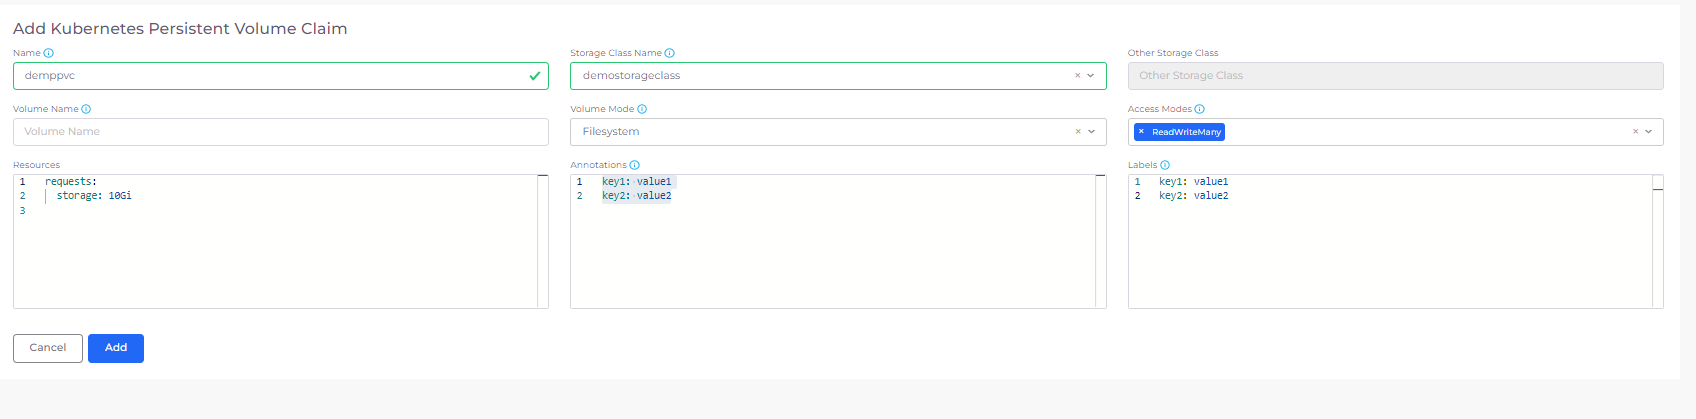 Add Kubernetes Persistent Volume Claim
Name
Storage Class Name
Other Storage Class
demppvc
demostorageclass
Other Storage Class
Volume Name
Volume Mode
Access Modes
Volume Name
Filesystem
× ReadWriteMany
Resources
Annotations
Labels
1 requests:
2 storage: 10Gi
3
1 key1: value1
2 key2: value2
1 key1: value1
2 key2: value2
Cancel
Add